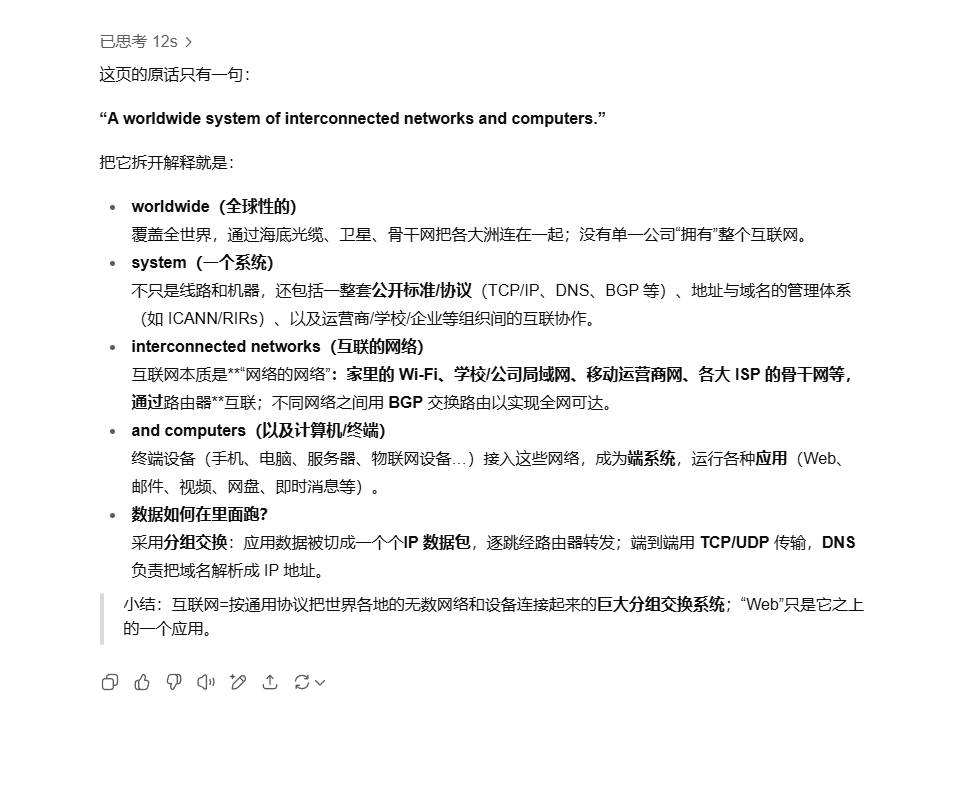 已思考 12s
这页的原话只有一句：
“A worldwide system of interconnected networks and computers.”
把它拆开解释就是：
worldwide（全球性的）
覆盖全世界，通过海底光缆、卫星、骨干网把各大洲连在一起；没有单一公司“拥有”整个互联网。
system（一个系统）
不只是线路和机器，还包括一整套公开标准/协议（TCP/IP、DNS、BGP 等）、地址与域名的管理体系
（如 ICANN/RIRs）、以及运营商/学校/企业等组织间的互联协作。
interconnected networks（互联的网络）
互联网本质是**“网络的网络”：家里的 Wi-Fi、学校/公司局域网、移动运营商网、各大 ISP 的骨干网等，
通过路由器**互联；不同网络之间用 BGP 交换路由以实现全网可达。
and computers（以及计算机/终端）
终端设备（手机、电脑、服务器、物联网设备…）接入这些网络，成为端系统，运行各种应用（Web、
邮件、视频、网盘、即时消息等）。
数据如何在里面跑？
采用分组交换：应用数据被切成一个个IP 数据包，逐跳经路由器转发；端到端用 TCP/UDP 传输，DNS
负责把域名解析成 IP 地址。
小结：互联网=按通用协议把世界各地的无数网络和设备连接起来的巨大分组交换系统；“Web”只是它之上
的一个应用。